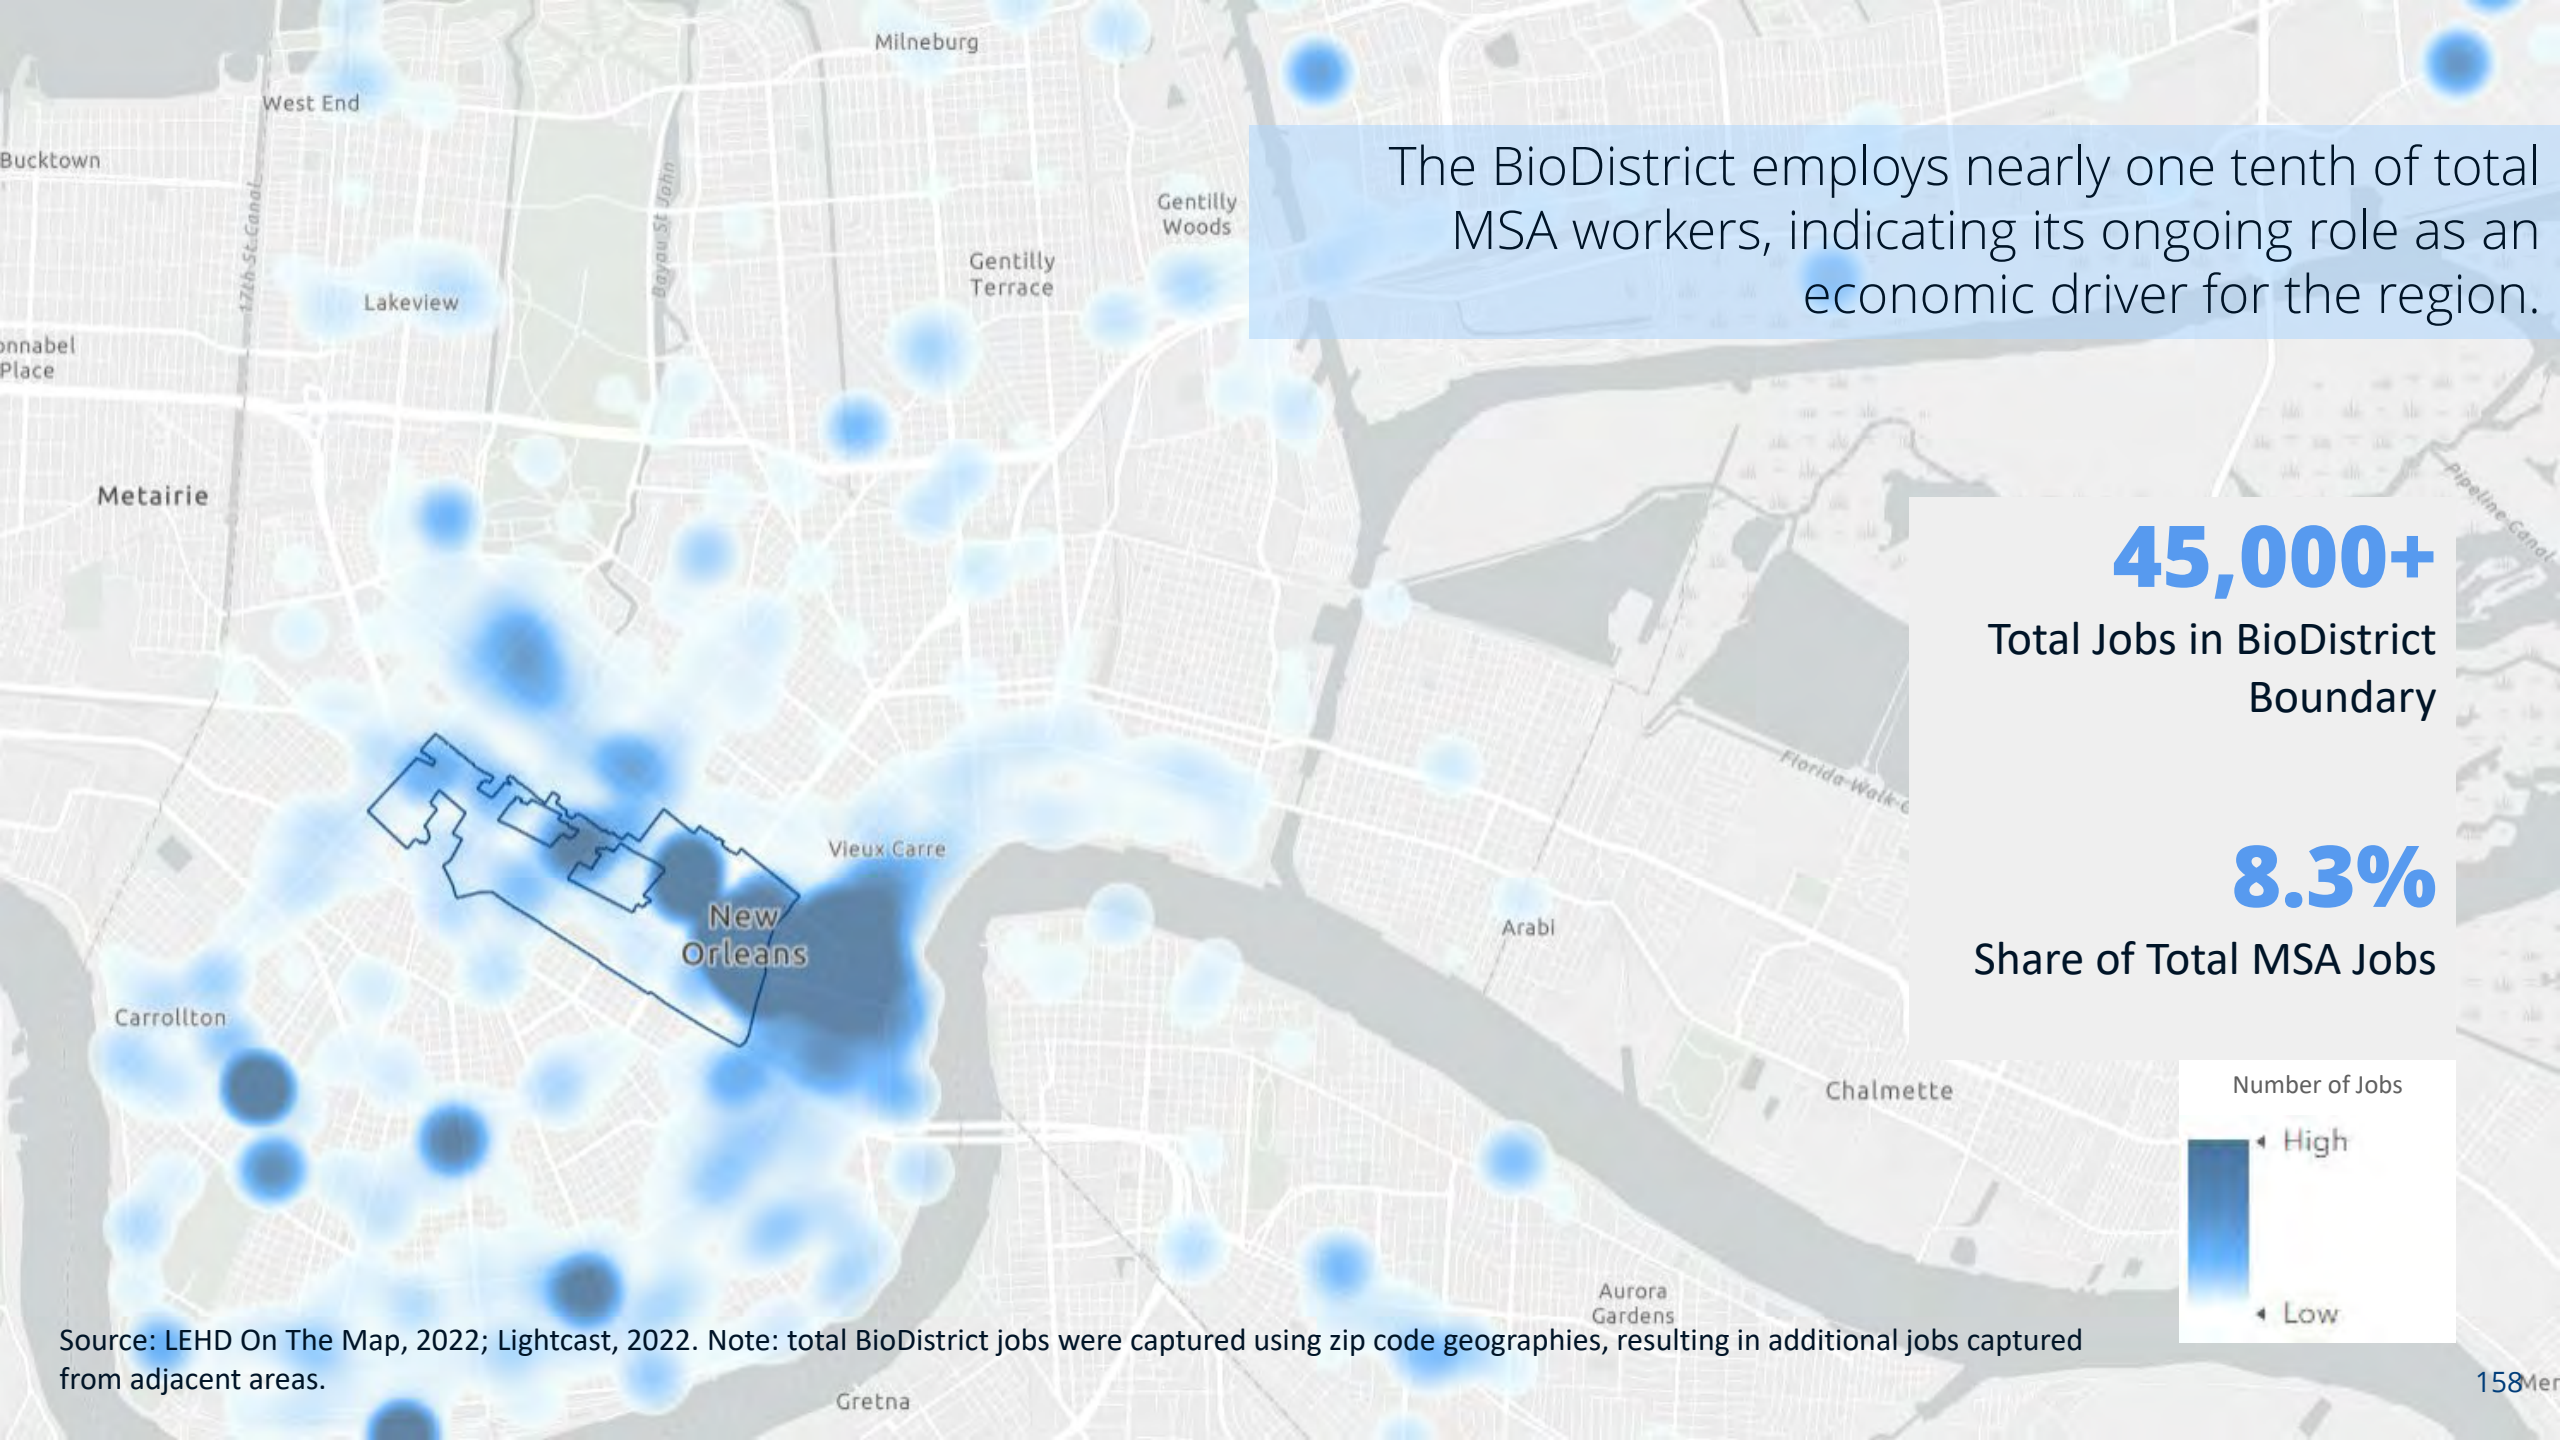 Milneburg
West End
Bucktown
17th St.Canal
Bayau St John
Gentilly
Woods
Gentilly
Terrace
Lakeview
onnabel
Place
The BioDistrict employs nearly one tenth of total
MSA workers, indicating its ongoing role as an
economic driver for the region.
Metairie
Pipeline-Canal
45,000+
Total Jobs in BioDistrict
Boundary
Florida-Walk-C
Vieux Carre
8.3%
Share of Total MSA Jobs
New
Orleans
Arabi
Carrollton
Chalmette
Number of Jobs
High
Low
Aurora
Gardens
Source: LEHD On The Map, 2022; Lightcast, 2022. Note: total BioDistrict jobs were captured using zip code geographies, resulting in additional jobs captured
from adjacent areas.
Gretna
158
Mer